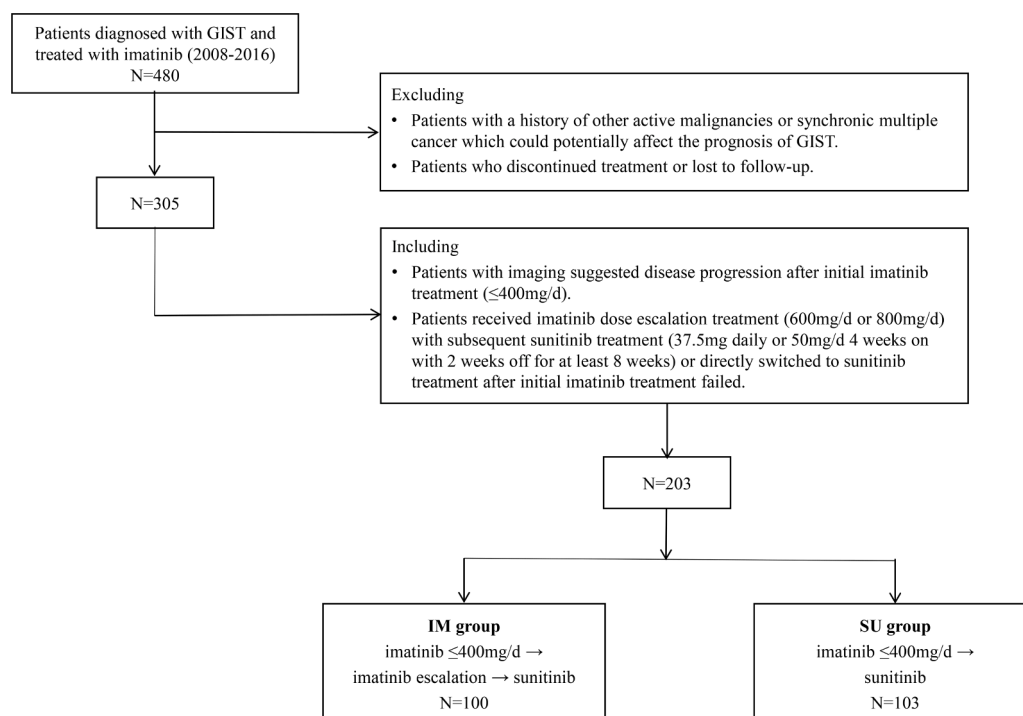 Patients diagnosed with GIST and
treated with imatinib (2008-2016)
N=480
Excluding
• Patients with a history of other active malignancies or synchronic multiple
cancer which could potentially affect the prognosis of GIST.
• Patients who discontinued treatment or lost to follow-up.
N=305
Including
• Patients with imaging suggested disease progression after initial imatinib
treatment (≤400mg/d).
• Patients received imatinib dose escalation treatment (600mg/d or 800mg/d)
with subsequent sunitinib treatment (37.5mg daily or 50mg/d 4 weeks on
with 2 weeks off for at least 8 weeks) or directly switched to sunitinib
treatment after initial imatinib treatment failed.
N=203
IM group
imatinib ≤400mg/d →
imatinib escalation → sunitinib
N=100
SU group
imatinib ≤400mg/d →
sunitinib
N=103